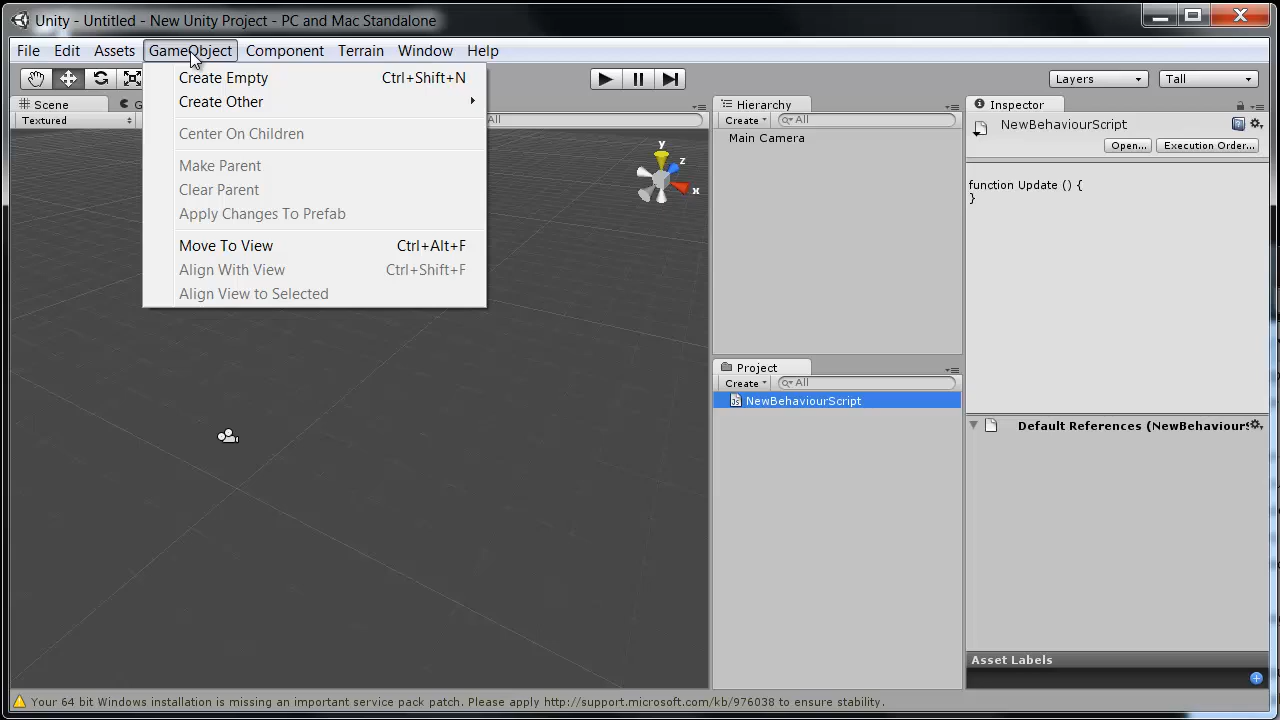 Unity - Untitled - New Unity Project - PC and Mac Standalone
File Edit Assets GameObject Component Terrain Window Help
Layers Tall
Create Empty Ctrl+Shift+N
Create Other
Center On Children
Make Parent
Clear Parent
Apply Changes To Prefab
Move To View Ctrl+Alt+F
Align With View Ctrl+Shift+F
Align View to Selected
Scene G
Textured All
y
z
x
Hierarchy
Create All
Main Camera
Project
Create All
NewBehaviourScript
Inspector
NewBehaviourScript
Open... Execution Order...
function Update () {
}
Default References (NewBehaviourS
Asset Labels
Your 64 bit Windows installation is missing an important service pack patch. Please apply http://support.microsoft.com/kb/976038 to ensure stability.